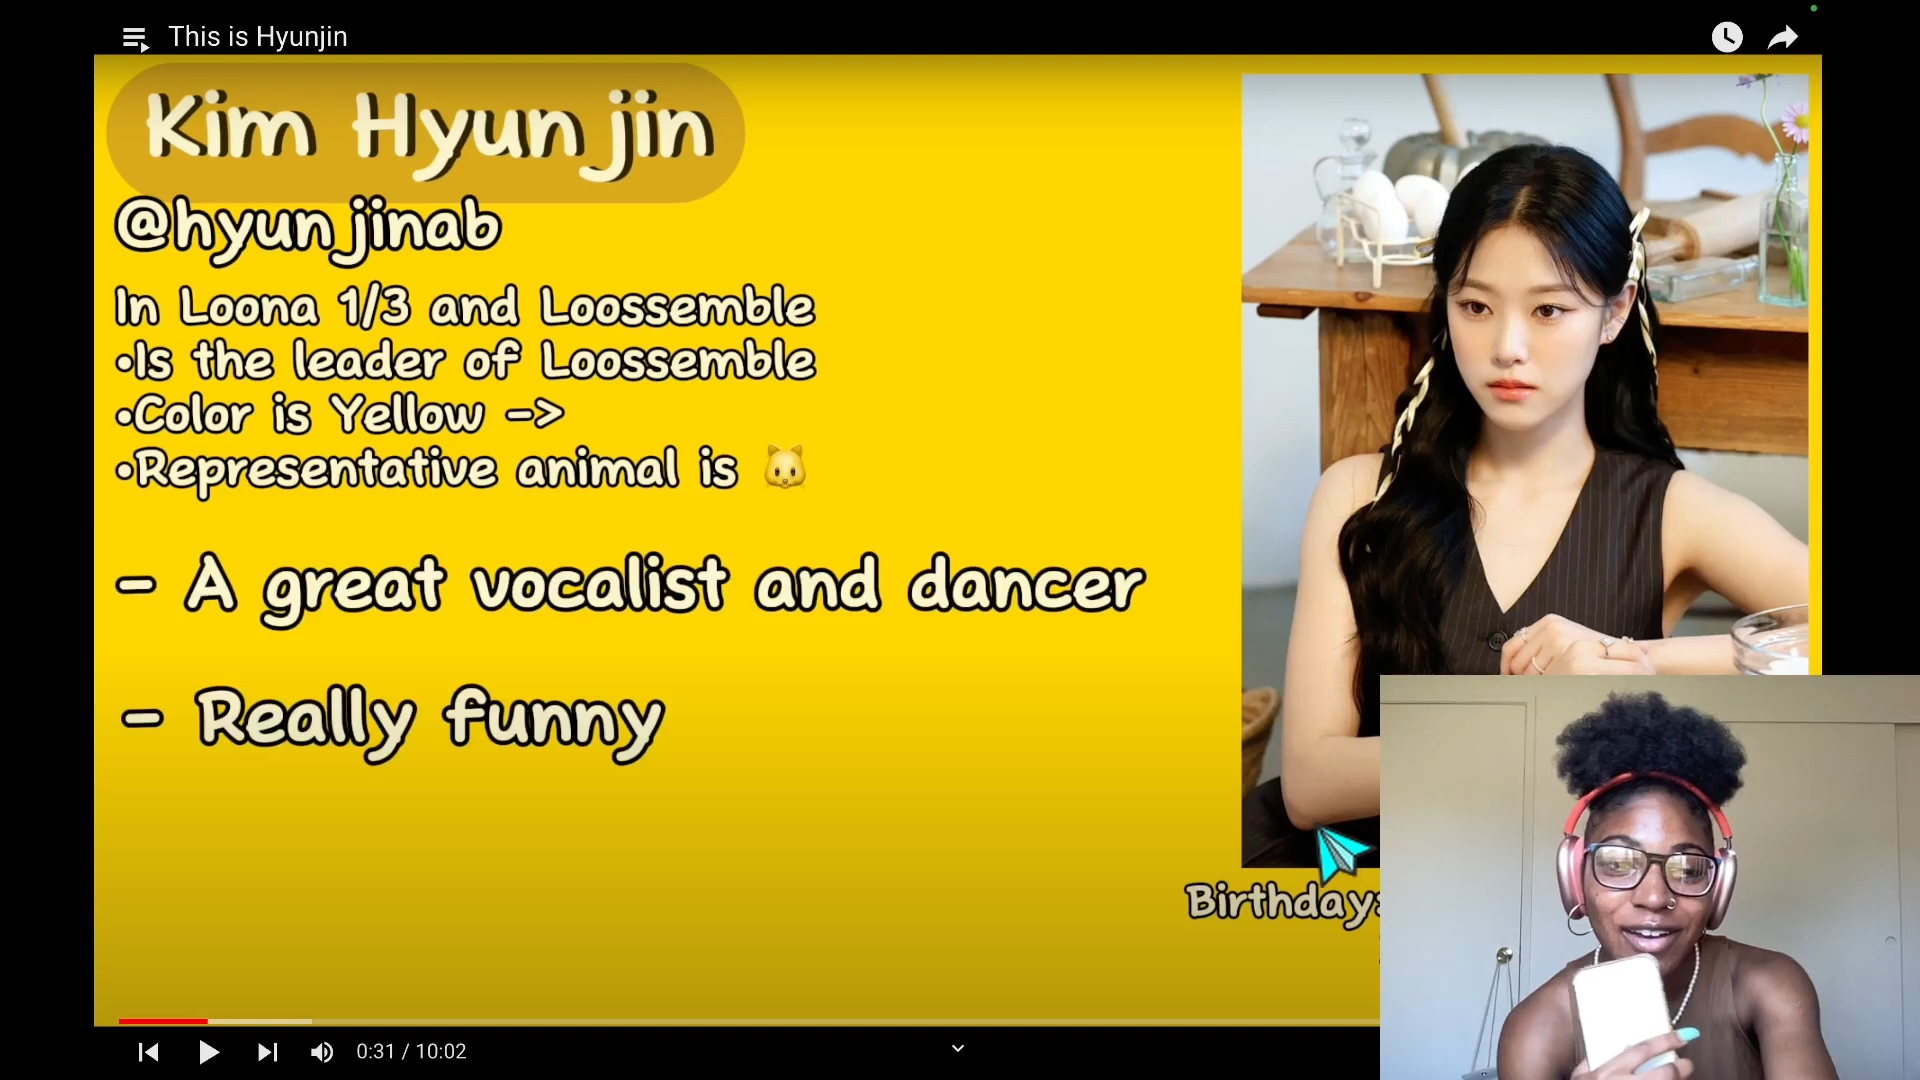 This is Hyunjin
Kim Hyunjin
@hyunjinab
In Loona 1/3 and Loossemble
•Is the leader of Loossemble
•Color is Yellow ->
•Representative animal is 🐱
- A great vocalist and dancer
- Really funny
Birthday:
0:31 / 10:02